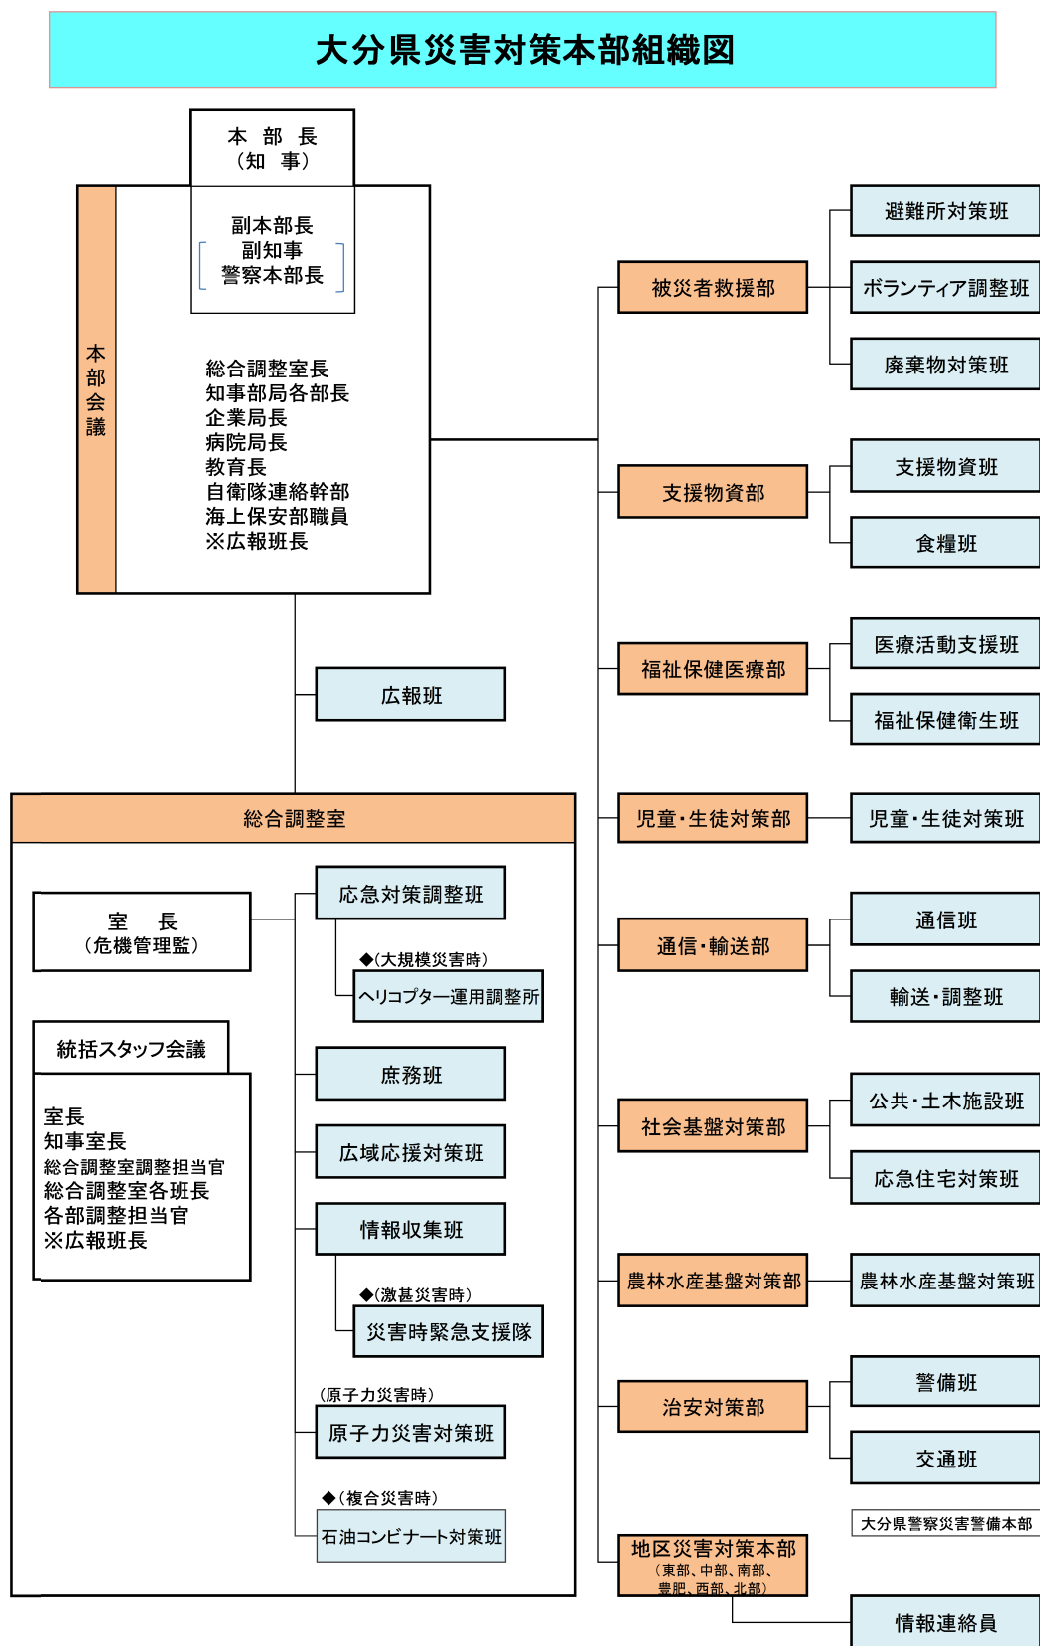 大分県災害対策本部組織図
本 部 長
（知 事）
副本部長
副知事
警察本部長
本部会議
総合調整室長
知事部局各部長
企業局長
病院局長
教育長
自衛隊連絡幹部
海上保安部職員
※広報班長
広報班
総合調整室
室 長
（危機管理監）
統括スタッフ会議
室長
知事室長
総合調整室調整担当官
総合調整室各班長
各部調整担当官
※広報班長
応急対策調整班
◆(大規模災害時)
ヘリコプター運用調整所
庶務班
広域応援対策班
情報収集班
◆(激甚災害時)
災害時緊急支援隊
(原子力災害時)
原子力災害対策班
◆(複合災害時)
石油コンビナート対策班
被災者救援部
避難所対策班
ボランティア調整班
廃棄物対策班
支援物資部
支援物資班
食糧班
福祉保健医療部
医療活動支援班
福祉保健衛生班
児童・生徒対策部
児童・生徒対策班
通信・輸送部
通信班
輸送・調整班
社会基盤対策部
公共・土木施設班
応急住宅対策班
農林水産基盤対策部
農林水産基盤対策班
治安対策部
警備班
交通班
大分県警察災害警備本部
地区災害対策本部
（東部、中部、南部、
豊肥、西部、北部）
情報連絡員